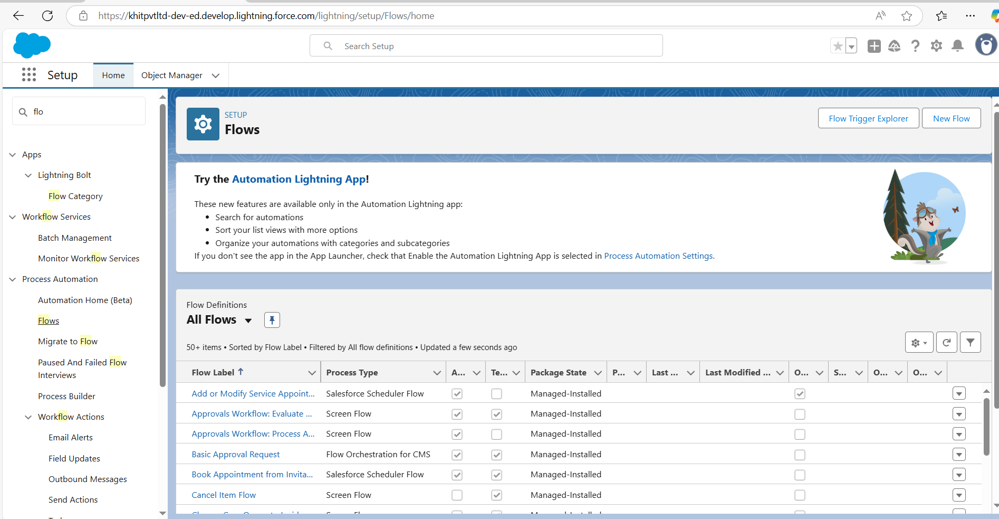 https://khitpvtltd-dev-ed.develop.lightning.force.com/lightning/setup/Flows/home
Search Setup
Setup
Home
Object Manager
flo
Apps
Lightning Bolt
Flow Category
Workflow Services
Batch Management
Monitor Workflow Services
Process Automation
Automation Home (Beta)
Flows
Migrate to Flow
Paused And Failed Flow
Interviews
Process Builder
Workflow Actions
Email Alerts
Field Updates
Outbound Messages
Send Actions
SETUP
Flows
Flow Trigger Explorer
New Flow
Try the Automation Lightning App!
These new features are available only in the Automation Lightning app:
• Search for automations
• Sort your list views with more options
• Organize your automations with categories and subcategories
If you don't see the app in the App Launcher, check that Enable the Automation Lightning App is selected in Process Automation Settings.
Flow Definitions
All Flows
50+ items • Sorted by Flow Label • Filtered by All flow definitions • Updated a few seconds ago
Flow Label Process Type A... Te... Package State P... Last ... Last Modified ... O... S... O... O...
Add or Modify Service Appoint... Salesforce Scheduler Flow Managed-Installed
Approvals Workflow: Evaluate ... Screen Flow Managed-Installed
Approvals Workflow: Process A... Screen Flow Managed-Installed
Basic Approval Request Flow Orchestration for CMS Managed-Installed
Book Appointment from Invita... Salesforce Scheduler Flow Managed-Installed
Cancel Item Flow Screen Flow Managed-Installed